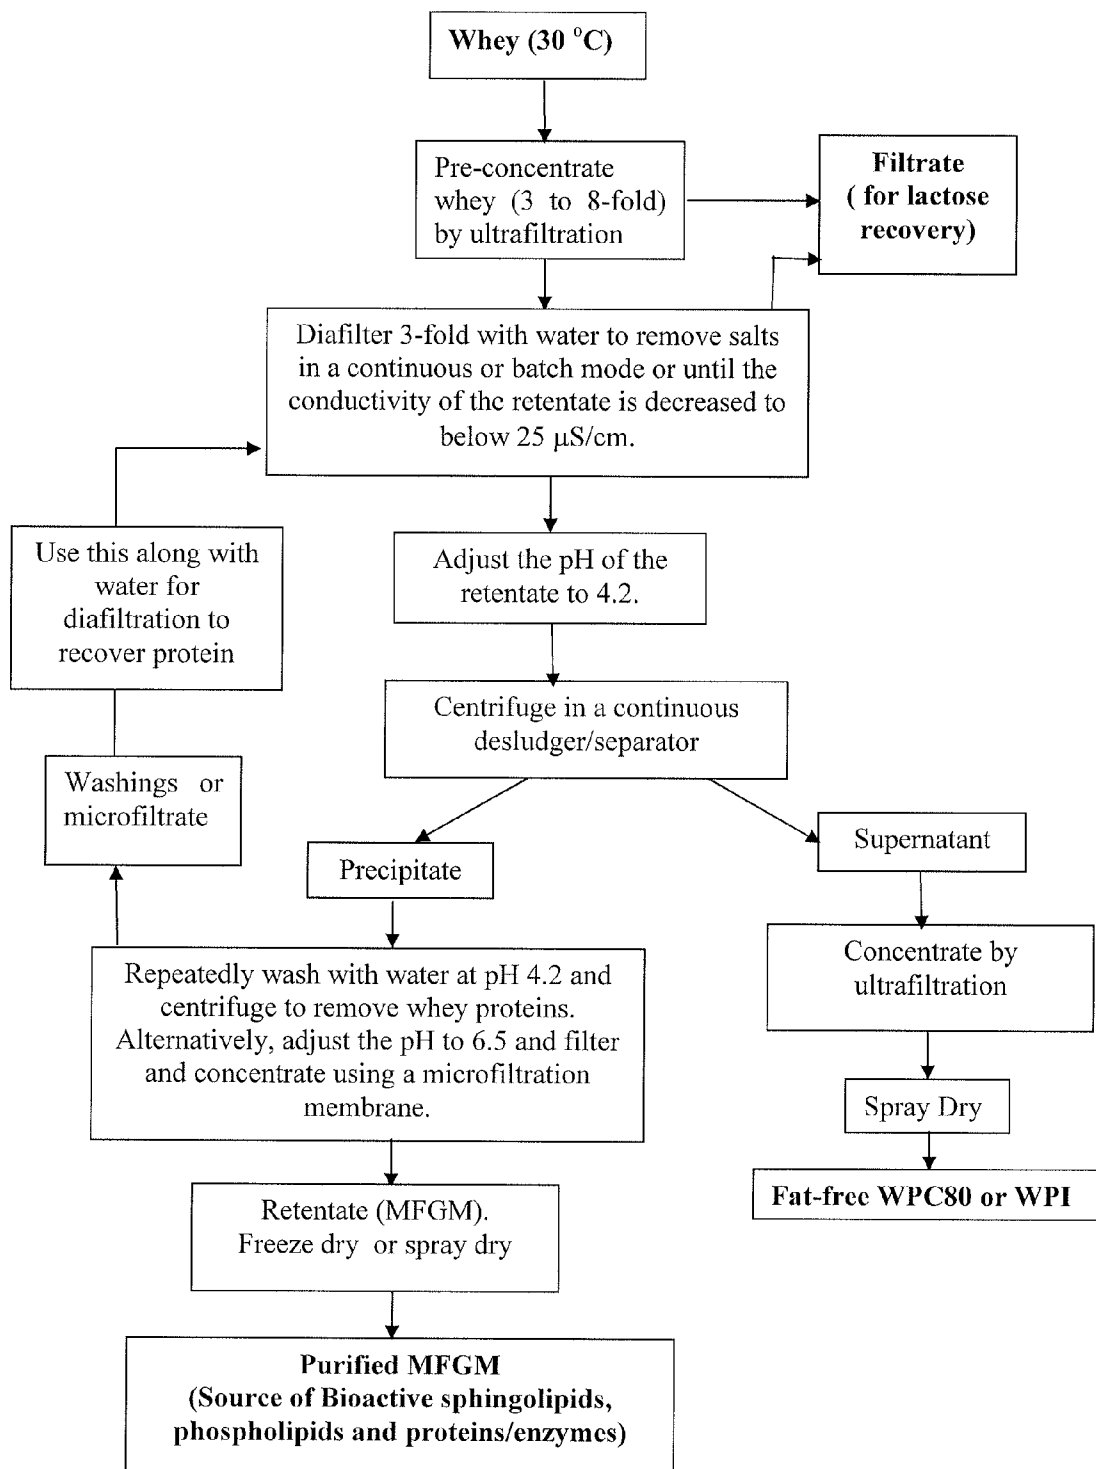 Whey (30 °C)
Pre-concentrate
whey (3 to 8-fold)
by ultrafiltration
Filtrate
( for lactose
recovery)
Diafilter 3-fold with water to remove salts
in a continuous or batch mode or until the
conductivity of the retentate is decreased to
below 25 µS/cm.
Use this along with
water for
diafiltration to
recover protein
Adjust the pH of the
retentate to 4.2.
Centrifuge in a continuous
desludger/separator
Washings or
microfiltrate
Precipitate
Supernatant
Repeatedly wash with water at pH 4.2 and
centrifuge to remove whey proteins.
Alternatively, adjust the pH to 6.5 and filter
and concentrate using a microfiltration
membrane.
Concentrate by
ultrafiltration
Spray Dry
Fat-free WPC80 or WPI
Retentate (MFGM).
Freeze dry or spray dry
Purified MFGM
(Source of Bioactive sphingolipids,
phospholipids and proteins/enzymes)